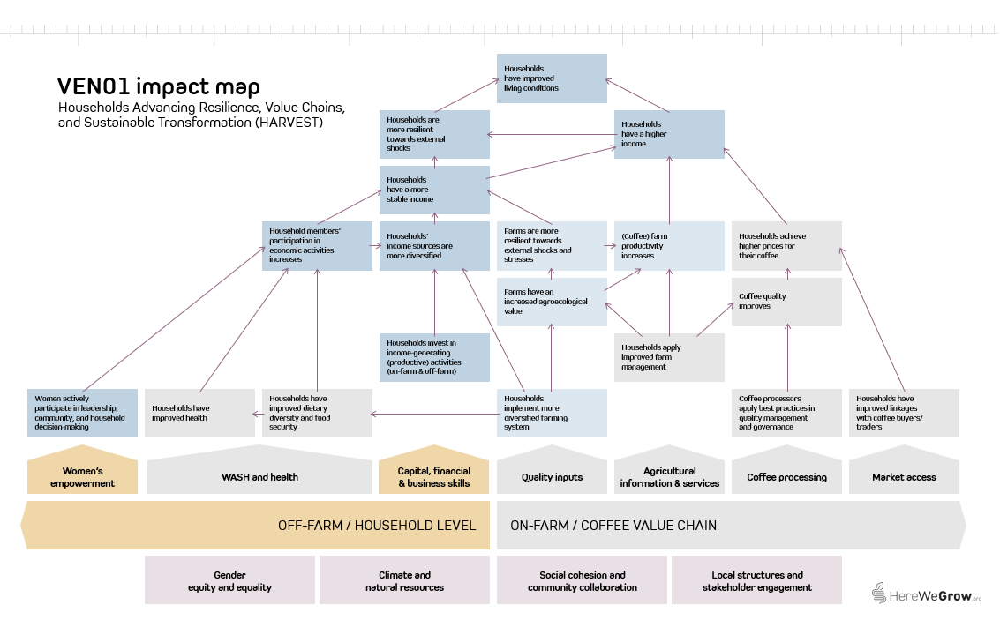 VEN01 impact map
Households Advancing Resilience, Value Chains,
and Sustainable Transformation (HARVEST)
Households
have improved
living conditions
Households are
more resilient
towards external
shocks
Households
have a higher
income
Households
have a more
stable income
Household members'
participation in
economic activities
increases
Households'
income sources are
more diversified
Farms are more
resilient towards
external shocks and
stresses
(Coffee) farm
productivity
increases
Households achieve
higher prices for
their coffee
Farms have an
increased agroecological
value
Coffee quality
improves
Households invest in
income-generating
(productive) activities
(on-farm & off-farm)
Households apply
improved farm
management
Women actively
participate in leadership,
community, and household
decision-making
Households have
improved health
Households have
improved dietary
diversity and food
security
Households
implement more
diversified farming
system
Coffee processors
apply best practices in
quality management
and governance
Households have
improved linkages
with coffee buyers/
traders
Women's
empowerment
WASH and health
Capital, financial
& business skills
Quality inputs
Agricultural
information & services
Coffee processing
Market access
OFF-FARM / HOUSEHOLD LEVEL
ON-FARM / COFFEE VALUE CHAIN
Gender
equity and equality
Climate and
natural resources
Social cohesion and
community collaboration
Local structures and
stakeholder engagement
HereWeGrow.org